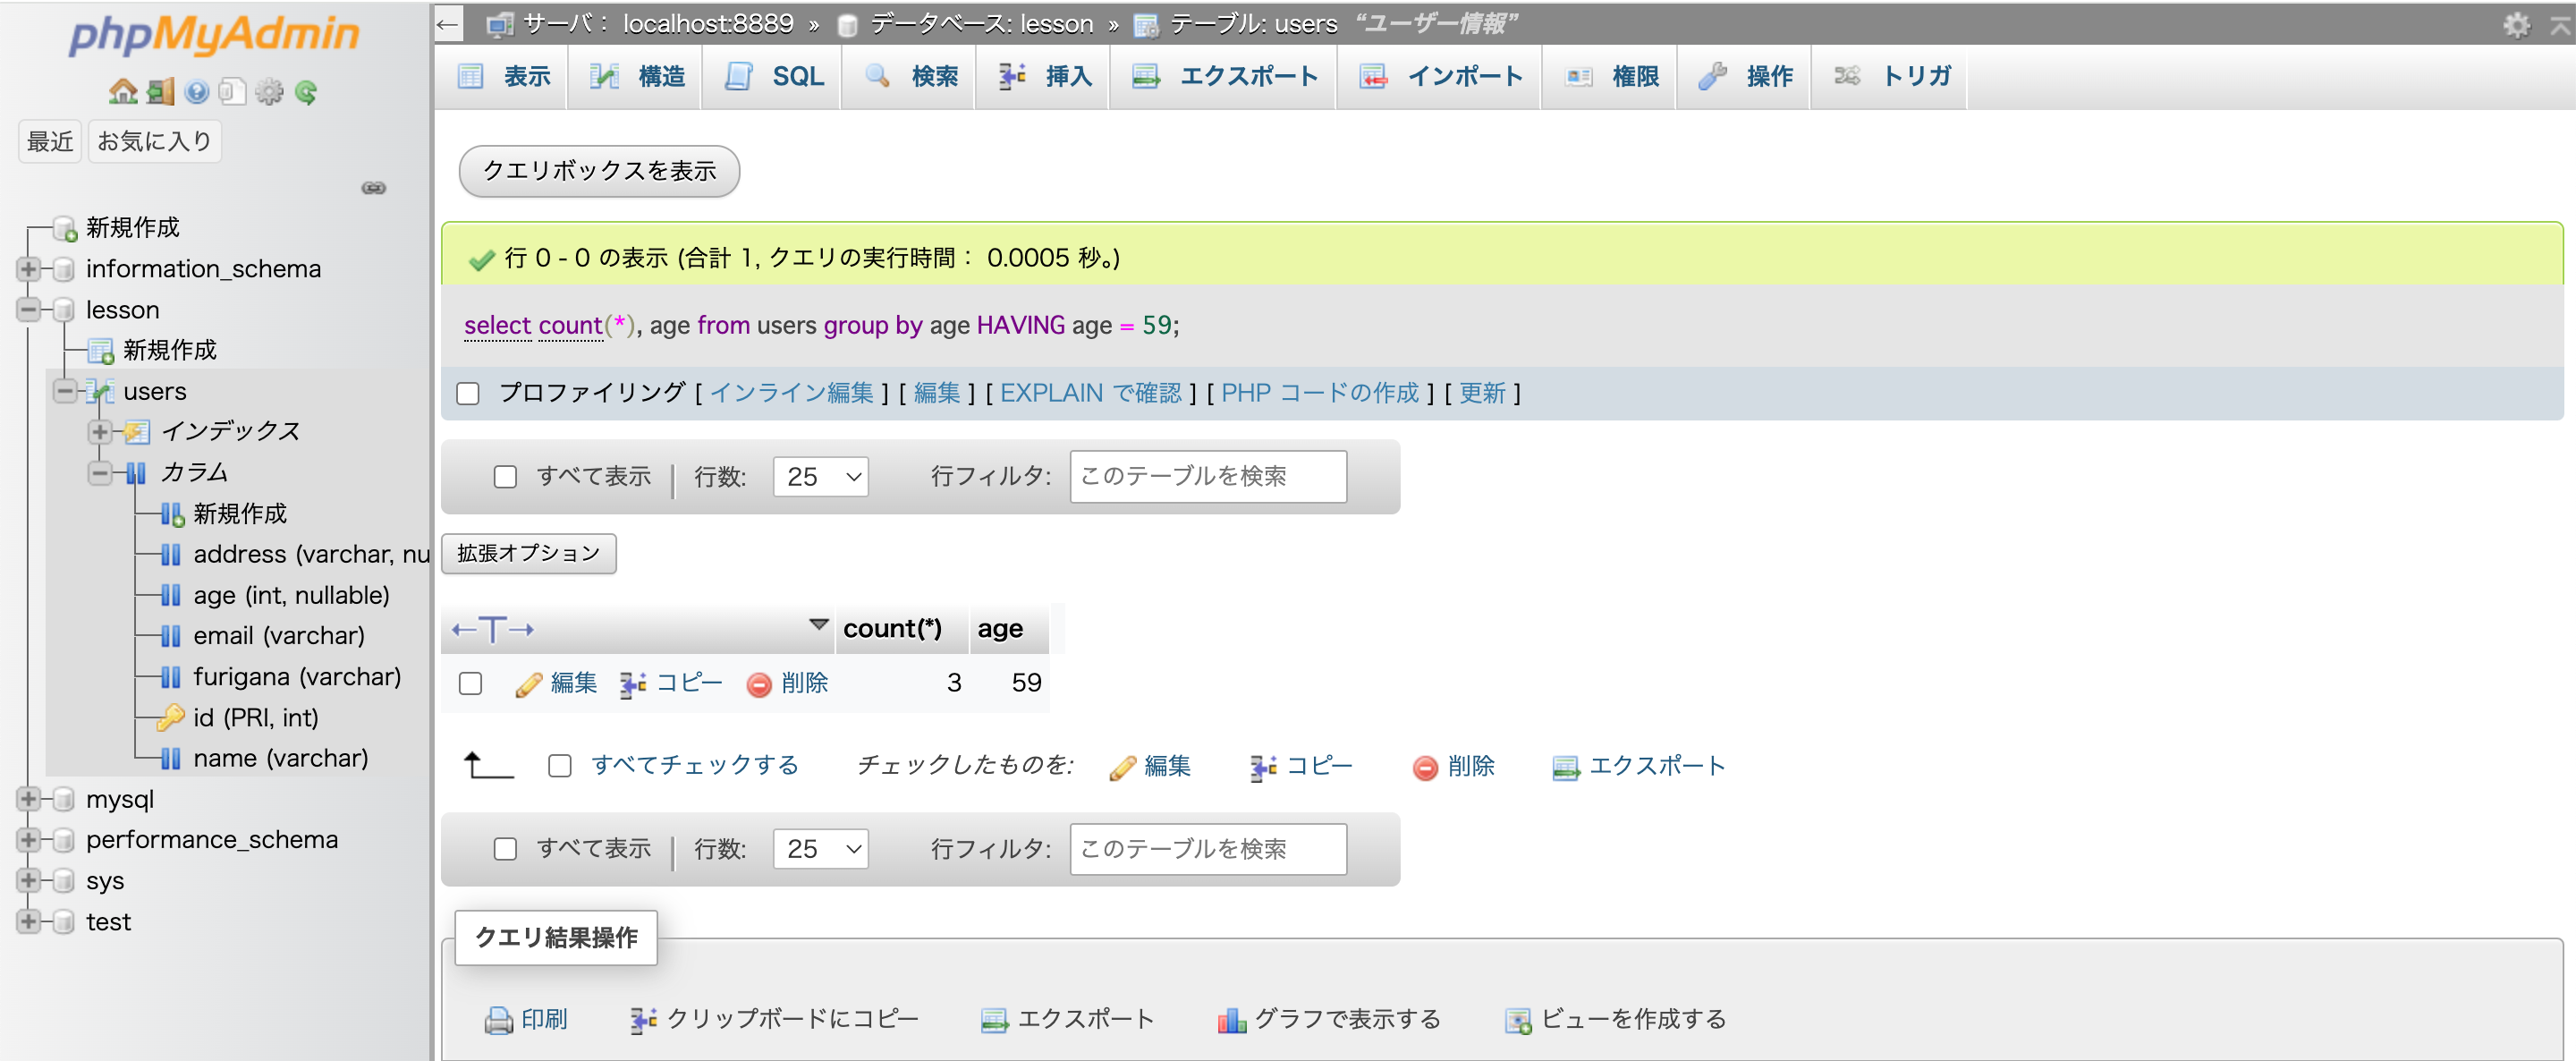 phpMyAdmin
最近 お気に入り
新規作成
information_schema
lesson
新規作成
users
インデックス
カラム
新規作成
address (varchar, nu
age (int, nullable)
email (varchar)
furigana (varchar)
id (PRI, int)
name (varchar)
mysql
performance_schema
sys
test
← サーバ: localhost:8889 » データベース: lesson » テーブル: users “ユーザー情報”
表示 構造 SQL 検索 挿入 エクスポート インポート 権限 操作 トリガ
クエリボックスを表示
行 0 - 0 の表示 (合計 1, クエリの実行時間: 0.0005 秒。)
select count(*), age from users group by age HAVING age = 59;
プロファイリング [ インライン編集 ] [ 編集 ] [ EXPLAIN で確認 ] [ PHP コードの作成 ] [ 更新 ]
すべて表示 | 行数: 25 行フィルタ: このテーブルを検索
拡張オプション
←T→ count(*) age
編集 コピー 削除 3 59
すべてチェックする チェックしたものを: 編集 コピー 削除 エクスポート
すべて表示 | 行数: 25 行フィルタ: このテーブルを検索
クエリ結果操作
印刷 クリップボードにコピー エクスポート グラフで表示する ビューを作成する